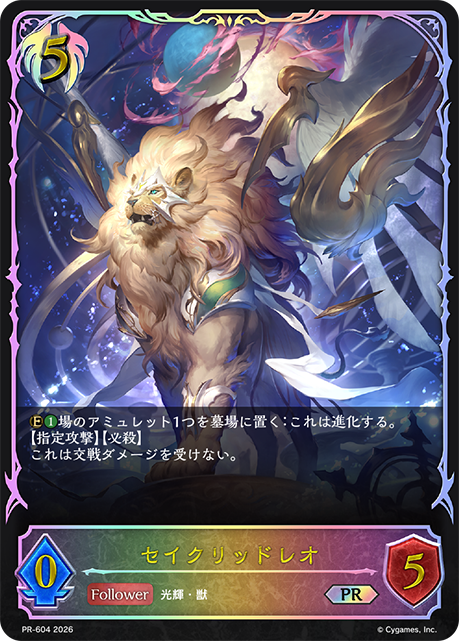 5
E 1 場のアミュレット1つを墓場に置く：これは進化する。
【指定攻撃】【必殺】
これは交戦ダメージを受けない。
セイクリッドレオ
0
Follower 光輝・獣
PR
5
PR-604 2026
© Cygames, Inc.